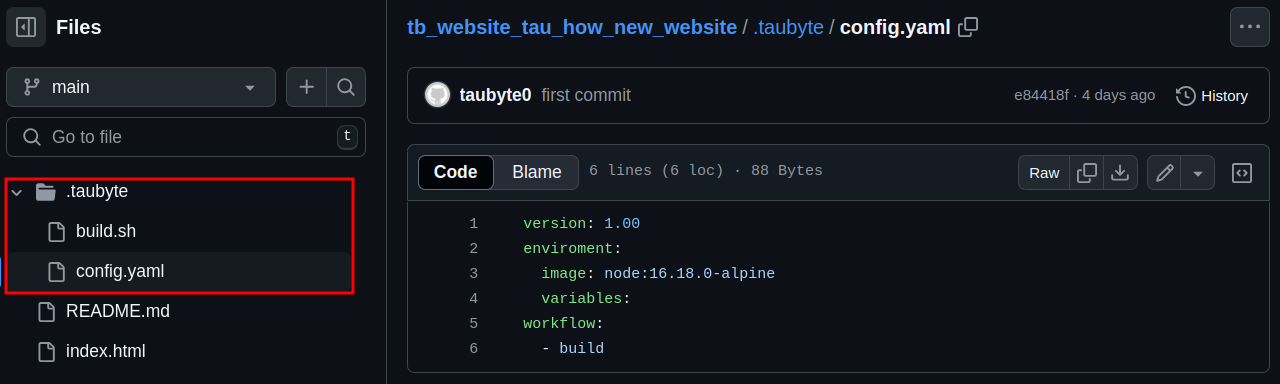 Files
main
Go to file
t
.taubyte
build.sh
config.yaml
README.md
index.html
tb_website_tau_how_new_website / .taubyte / config.yaml
taubyte0 first commit
e84418f · 4 days ago
History
Code
Blame
6 lines (6 loc) · 88 Bytes
Raw
1 version: 1.00
2 enviroment:
3   image: node:16.18.0-alpine
4   variables:
5 workflow:
6   - build